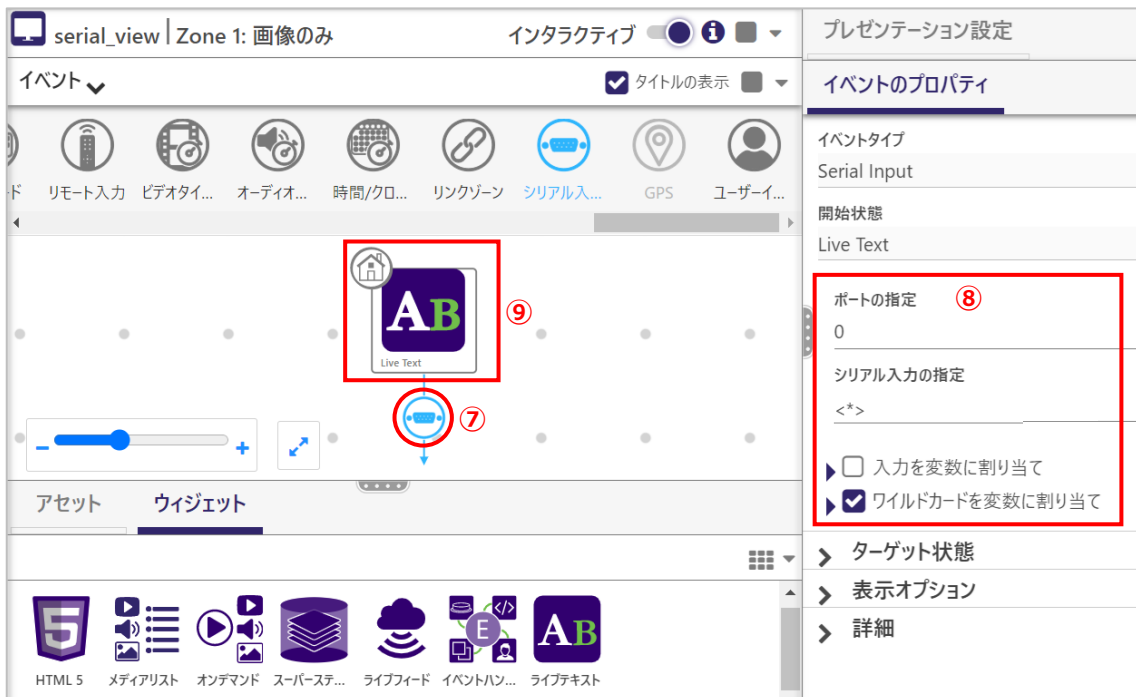 serial_view Zone 1: 画像のみ
インタラクティブ
イベント
タイトルの表示
ド
リモート入力
ビデオタイ...
オーディオ...
時間/クロ...
リンクゾーン
シリアル入...
GPS
ユーザーイ...
AB
Live Text
⑨
⑦
アセット
ウィジェット
5
E
AB
HTML 5
メディアリスト
オンデマンド
スーパーステ...
ライブフィード
イベントハン...
ライブテキスト
プレゼンテーション設定
イベントのプロパティ
イベントタイプ
Serial Input
開始状態
Live Text
ポートの指定
⑧
0
シリアル入力の指定
<*>
入力を変数に割り当て
ワイルドカードを変数に割り当て
ターゲット状態
表示オプション
詳細